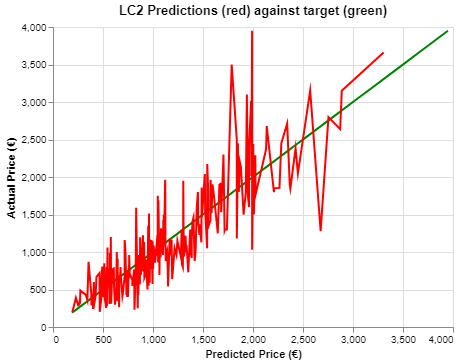 LC2 Predictions (red) against target (green)
4,000
3,500
3,000
2,500
2,000
1,500
1,000
500
0
Actual Price (€)
0 500 1,000 1,500 2,000 2,500 3,000 3,500 4,000
Predicted Price (€)